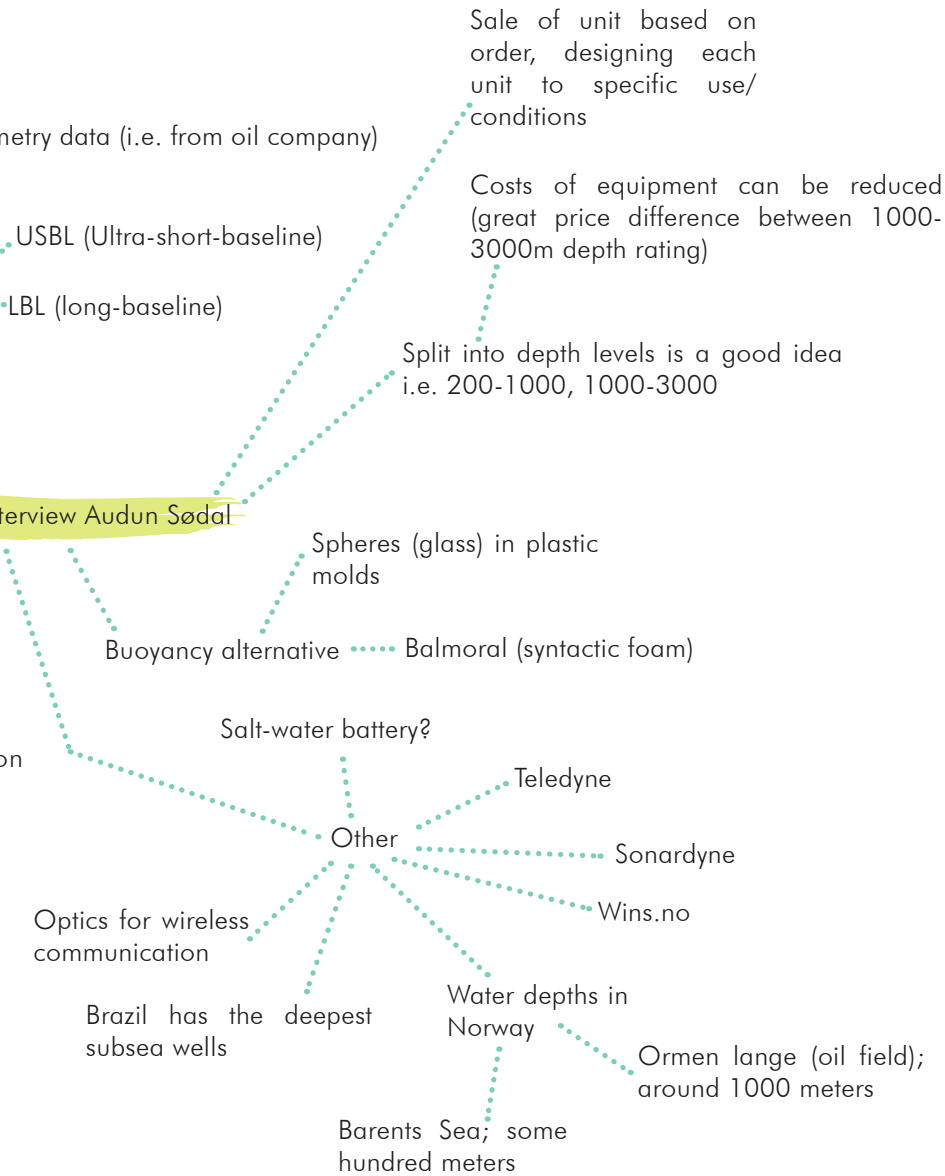 Sale of unit based on
order, designing each
unit to specific use/
conditions
metry data (i.e. from oil company)
Costs of equipment can be reduced
(great price difference between 1000-
3000m depth rating)
USBL (Ultra-short-baseline)
LBL (long-baseline)
Split into depth levels is a good idea
i.e. 200-1000, 1000-3000
terview Audun Sødal
Spheres (glass) in plastic
molds
Buoyancy alternative
Balmoral (syntactic foam)
Salt-water battery?
on
Teledyne
Other
Sonardyne
Wins.no
Optics for wireless
communication
Water depths in
Norway
Brazil has the deepest
subsea wells
Ormen lange (oil field);
around 1000 meters
Barents Sea; some
hundred meters